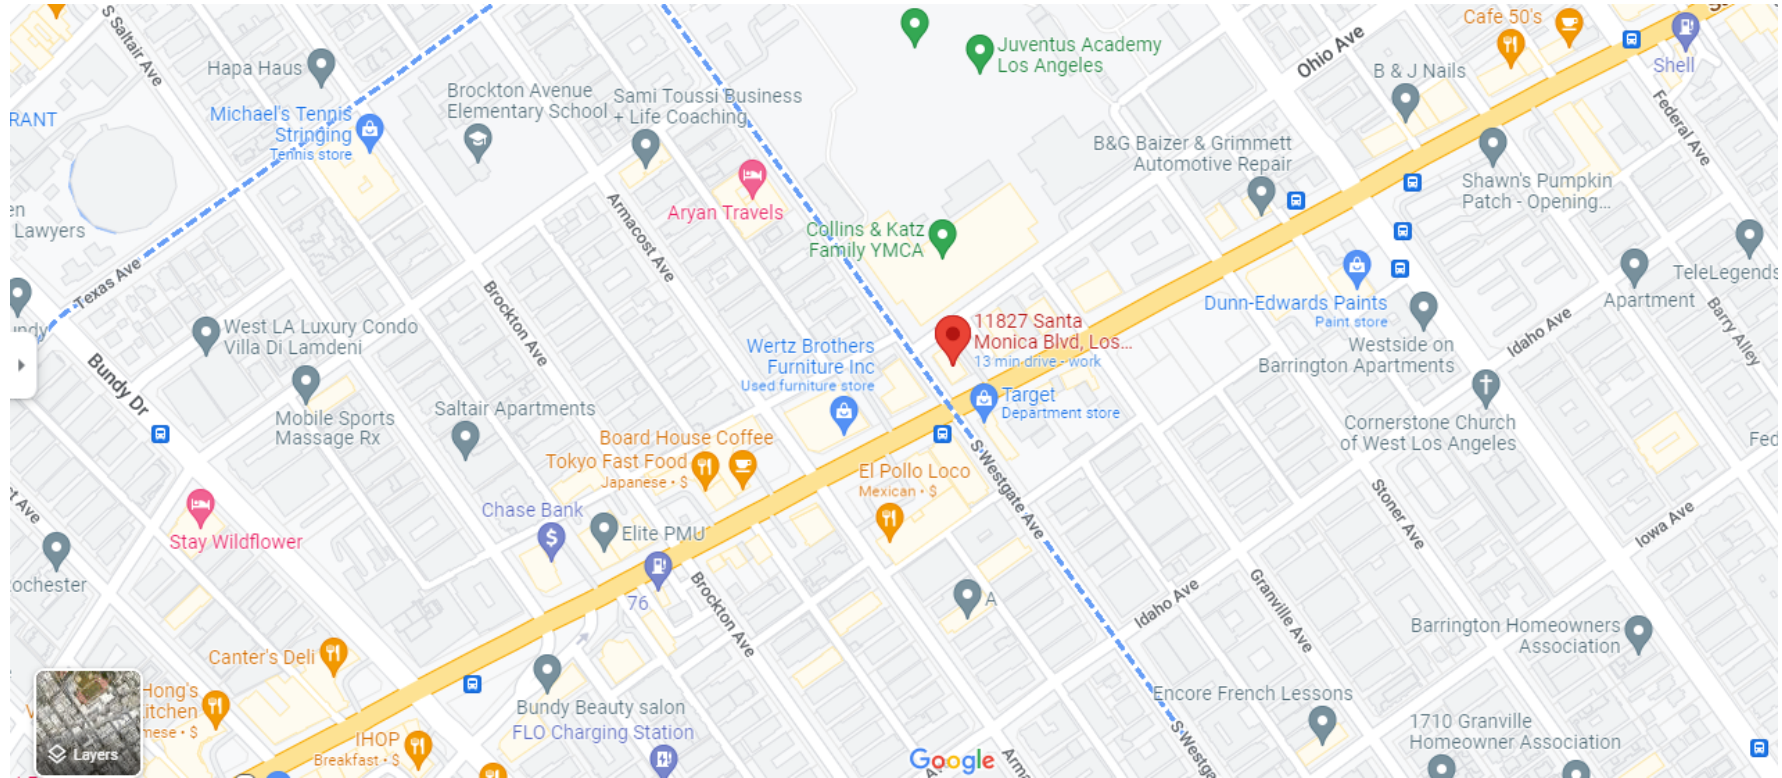 S Saltair Ave
Hapa Haus
RANT
Michael's Tennis
Stringing
Tennis store
Brockton Avenue
Elementary School
Sami Toussi Business
+ Life Coaching
Juventus Academy
Los Angeles
Cafe 50's
Ohio Ave
B & J Nails
Shell
Federal Ave
B&G Baizer & Grimmett
Automotive Repair
Shawn's Pumpkin
Patch - Opening...
en
Lawyers
Aryan Travels
Armacost Ave
Collins & Katz
Family YMCA
Texas Ave
TeleLegends
Apartment
Dunn-Edwards Paints
Paint store
Barry Alley
Idaho Ave
Brockton Ave
West LA Luxury Condo
Villa Di Lamdeni
11827 Santa
Monica Blvd, Los...
13 min drive - work
Wertz Brothers
Furniture Inc
Used furniture store
Westside on
Barrington Apartments
Bundy Dr
Target
Department store
Mobile Sports
Massage Rx
Saltair Apartments
Cornerstone Church
of West Los Angeles
Fed
Board House Coffee
Tokyo Fast Food
Japanese • $
El Pollo Loco
Mexican • $
S Westgate Ave
Stoner Ave
Iowa Ave
Chase Bank
Elite PMU
Stay Wildflower
ochester
76
Brockton Ave
A
Idaho Ave
Granville Ave
Barrington Homeowners
Association
Canter's Deli
Hong's
itchen
mese • $
Bundy Beauty salon
FLO Charging Station
Encore French Lessons
1710 Granville
Homeowner Association
IHOP
Breakfast • $
Layers
Google
Arma
S Westga